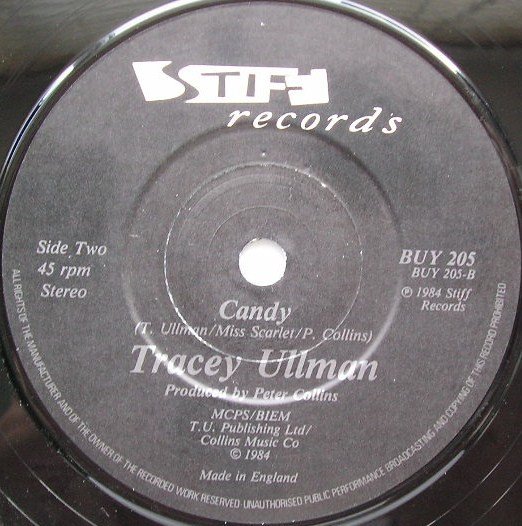 STIFF
records
Side Two
45 rpm
Stereo
BUY 205
BUY 205-B
℗ 1984 Stiff
Records
Candy
(T. Ullman/Miss Scarlet/P. Collins)
Tracey Ullman
Produced by Peter Collins
MCPS/BIEM
T.U. Publishing Ltd/
Collins Music Co
© 1984
Made in England
ALL RIGHTS OF THE MANUFACTURER AND OF THE OWNER OF THE RECORDED WORK RESERVED UNAUTHORISED PUBLIC PERFORMANCE BROADCASTING AND COPYING OF THIS RECORD PROHIBITED